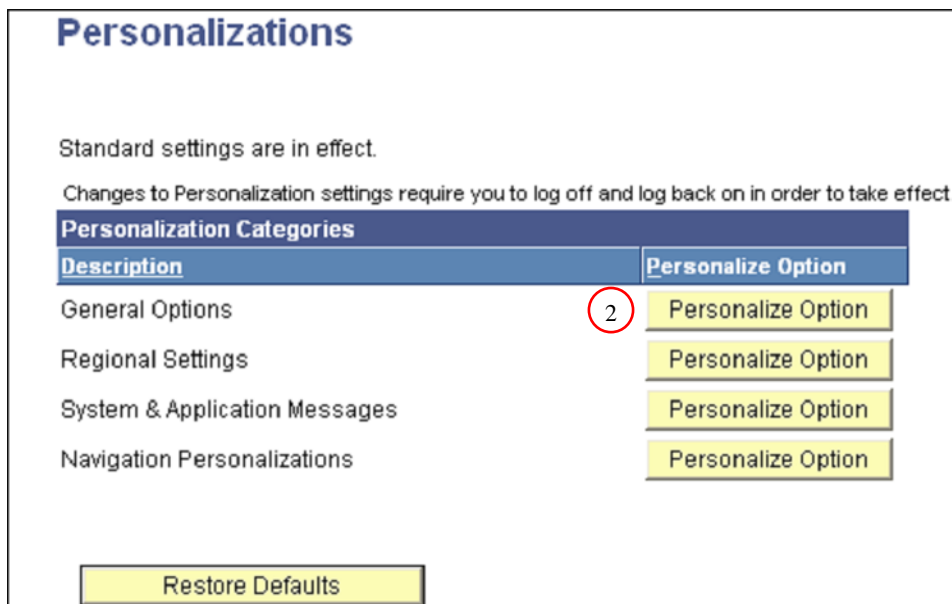 Personalizations
Standard settings are in effect.
Changes to Personalization settings require you to log off and log back on in order to take effect
Personalization Categories
Description Personalize Option
General Options 2 Personalize Option
Regional Settings Personalize Option
System & Application Messages Personalize Option
Navigation Personalizations Personalize Option
Restore Defaults